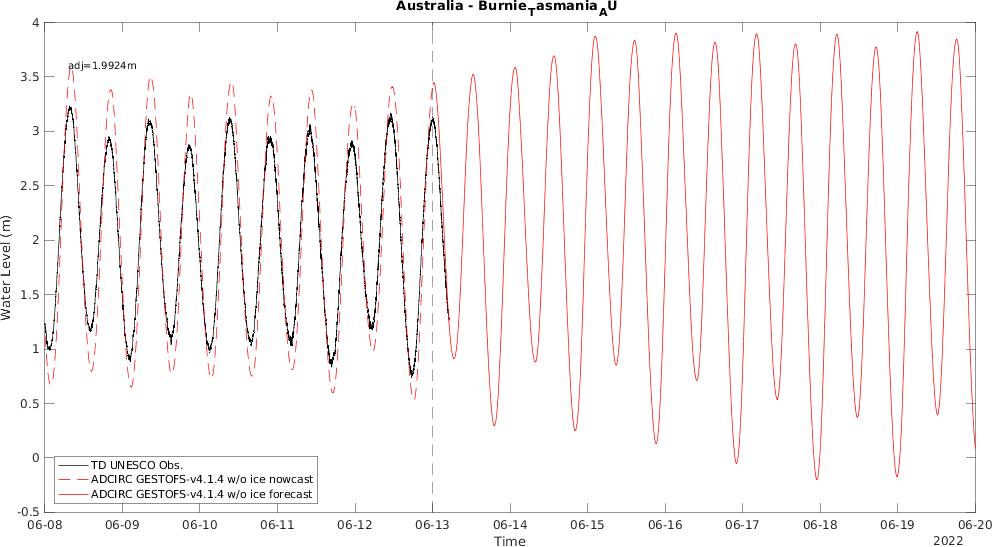 Australia - Burnie_Tasmania_AU
adj=1.9924m
4
3.5
3
2.5
2
1.5
1
0.5
0
-0.5
Water Level (m)
TD UNESCO Obs.
ADCIRC GESTOFS-v4.1.4 w/o ice nowcast
ADCIRC GESTOFS-v4.1.4 w/o ice forecast
06-08 06-09 06-10 06-11 06-12 06-13 06-14 06-15 06-16 06-17 06-18 06-19 06-20
Time
2022